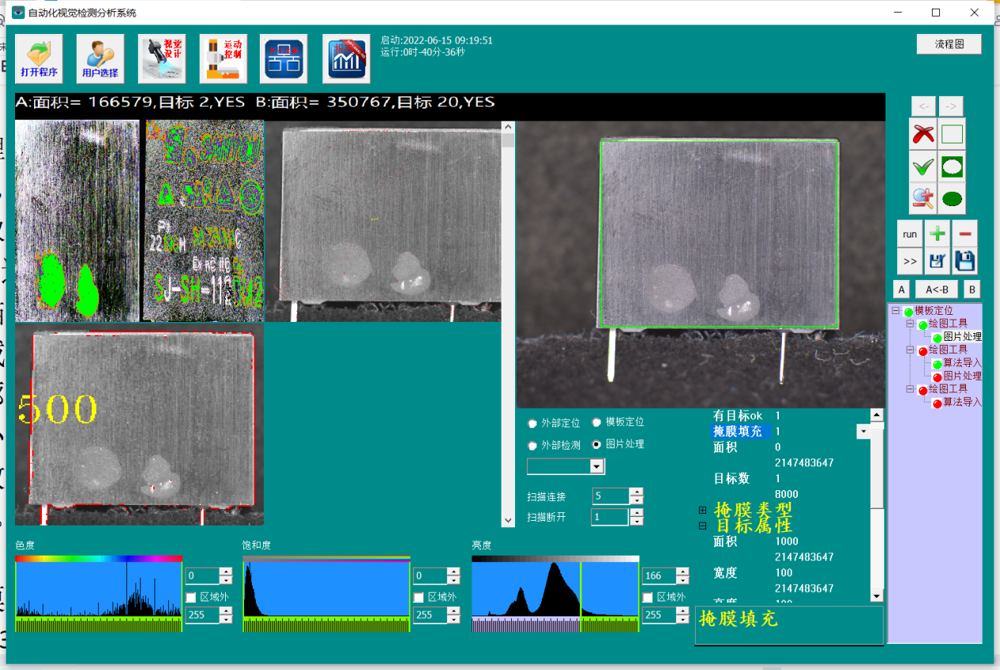 自动化视觉检测分析系统
打开程序
用户选择
视觉
设计
运动
控制
启动:2022-06-15 09:19:51
运行:0时-40分-36秒
流程图
A:面积= 166579,目标 2,YES B:面积= 350767,目标 20,YES
<- ->
run
>>
A A<-B B
模板定位
绘图工具
图片处理
绘图工具
算法导入
图片处理
绘图工具
算法导入
500
外部定位 模板定位
外部检测 图片处理
扫描连接 5
扫描断开 1
有目标ok 1
掩膜填充 1
面积 0
2147483647
目标数 1
8000
掩膜类型
目标属性
面积 1000
2147483647
宽度 100
2147483647
高度 100
掩膜填充
色度
0
区域外
255
饱和度
0
区域外
255
亮度
166
区域外
255